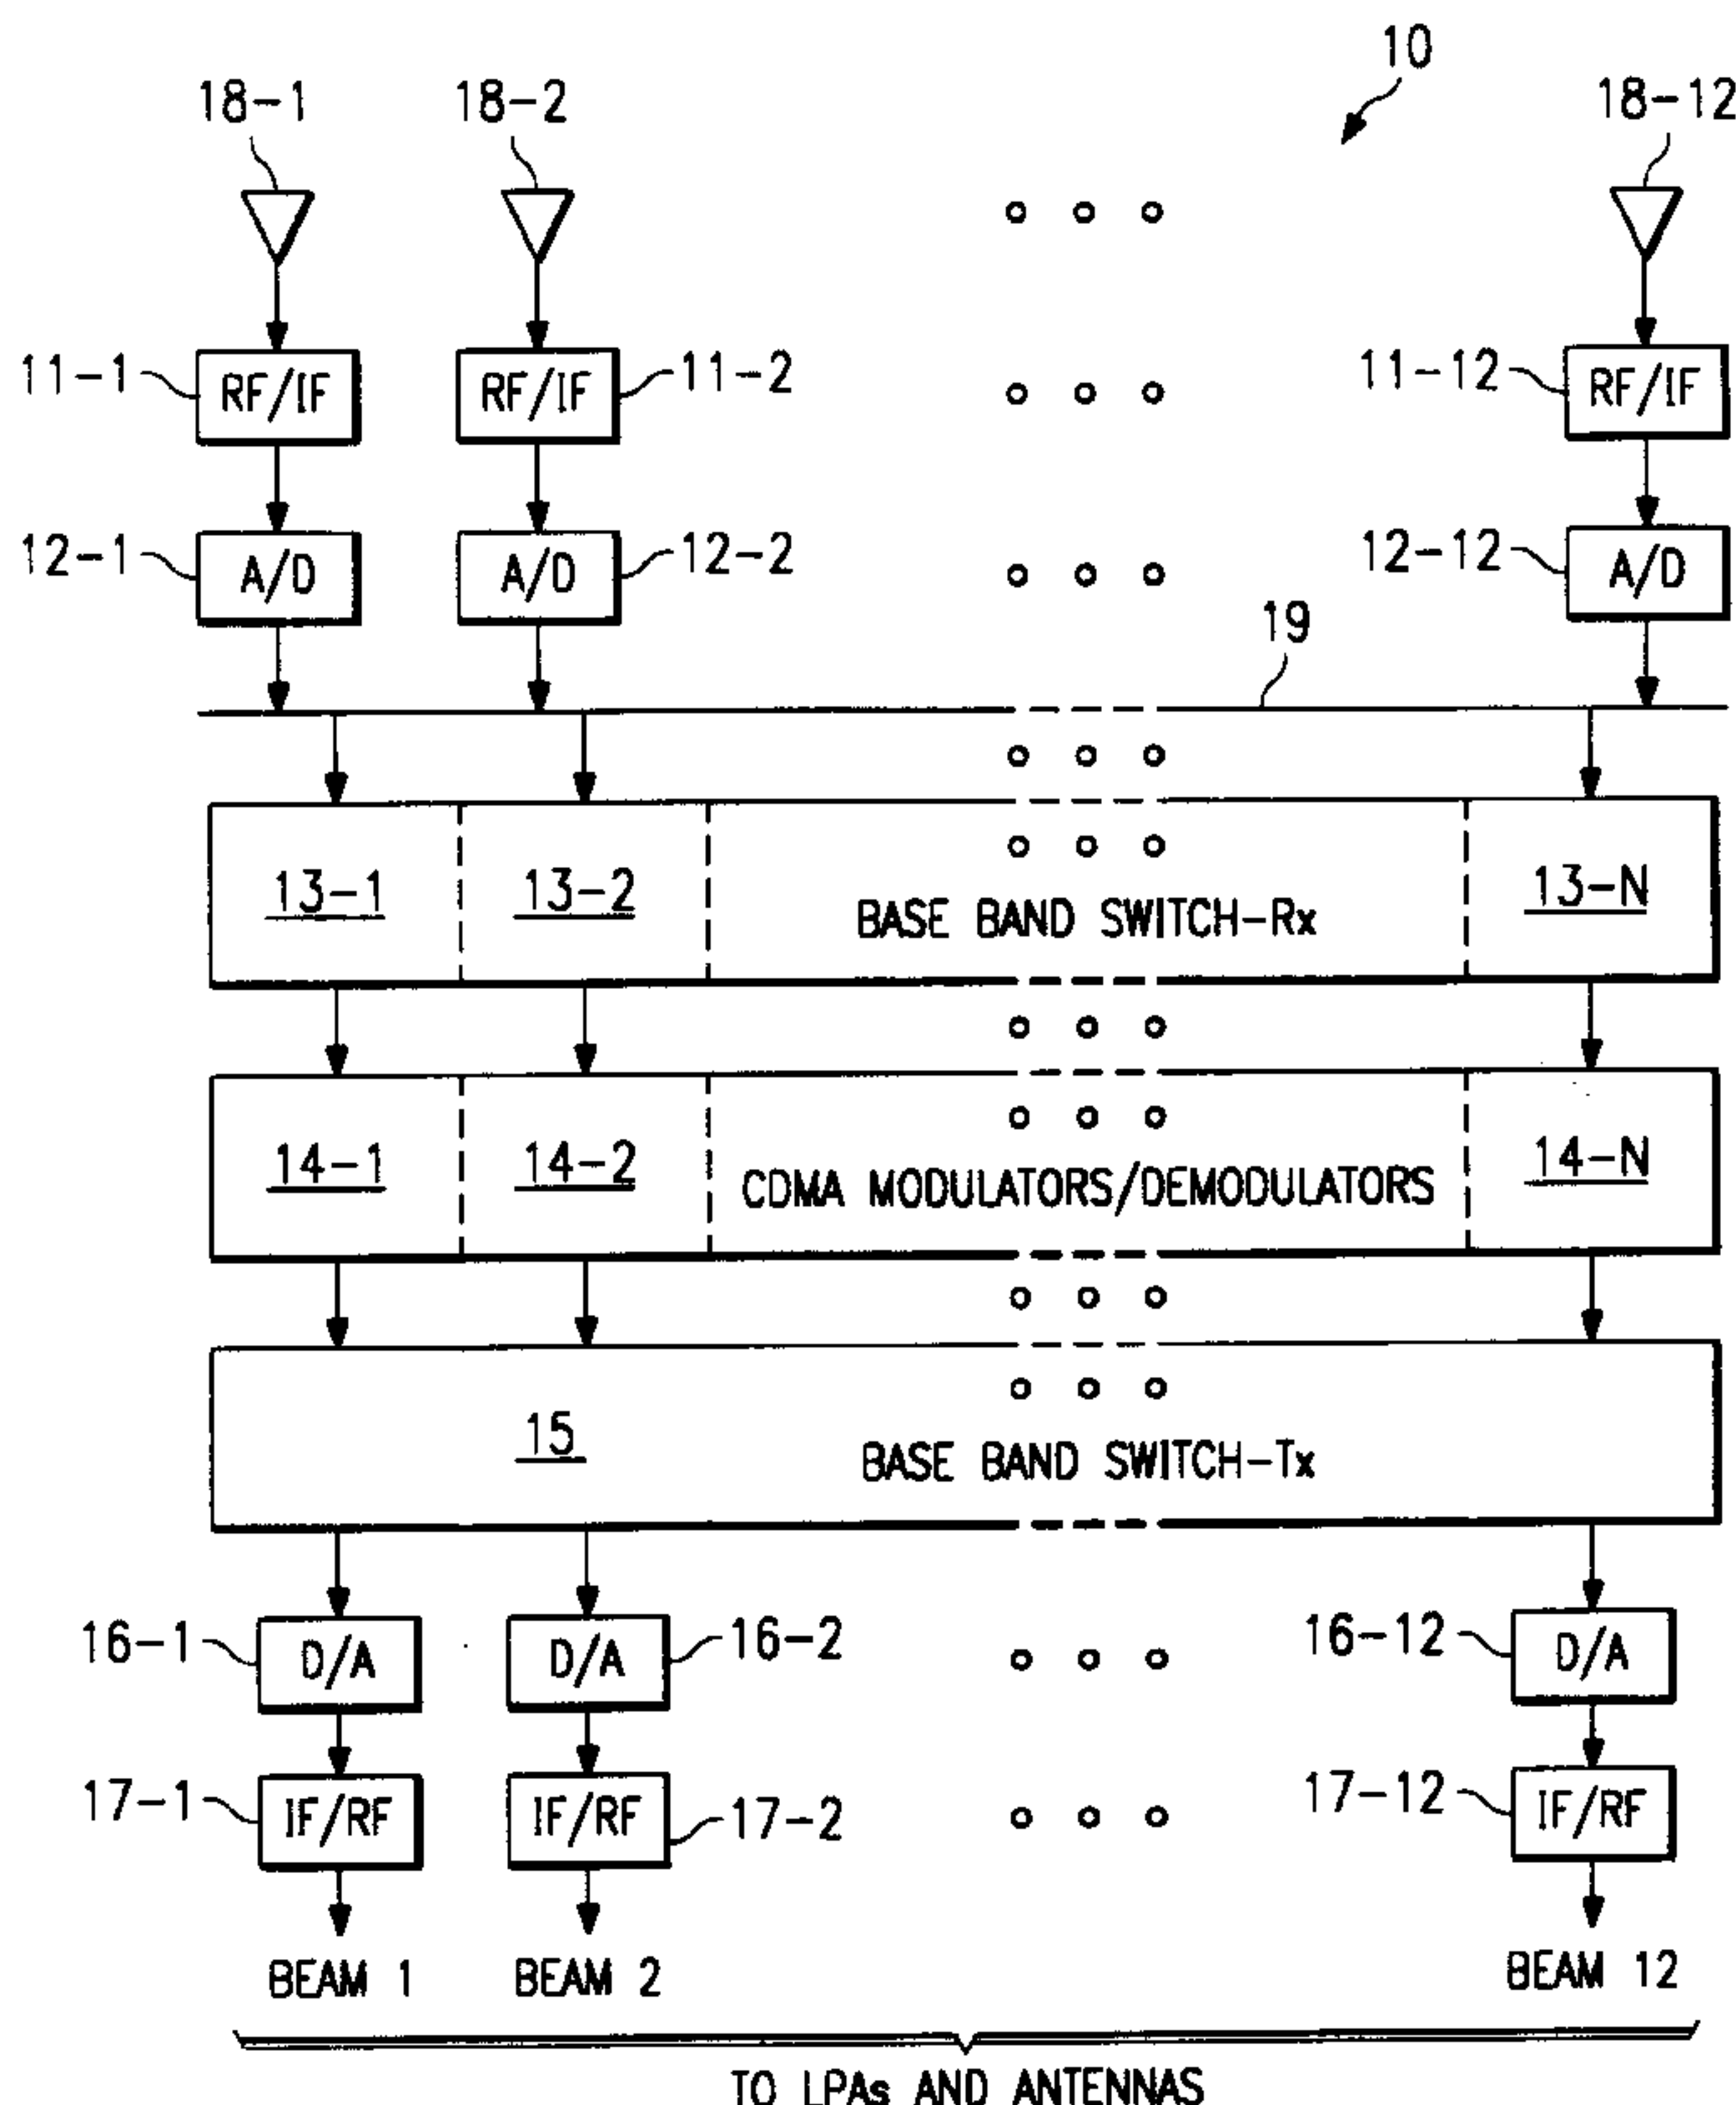 10
18-1
18-2
18-12
11-1
RF/IF
RF/IF
11-2
11-12
RF/IF
12-1
A/D
A/D
12-2
12-12
A/D
19
13-1
13-2
BASE BAND SWITCH-Rx
13-N
14-1
14-2
CDMA MODULATORS/DEMODULATORS
14-N
15
BASE BAND SWITCH-Tx
16-1
D/A
D/A
16-2
16-12
D/A
17-1
IF/RF
IF/RF
17-2
17-12
IF/RF
BEAM 1
BEAM 2
BEAM 12
TO LPAs AND ANTENNAS